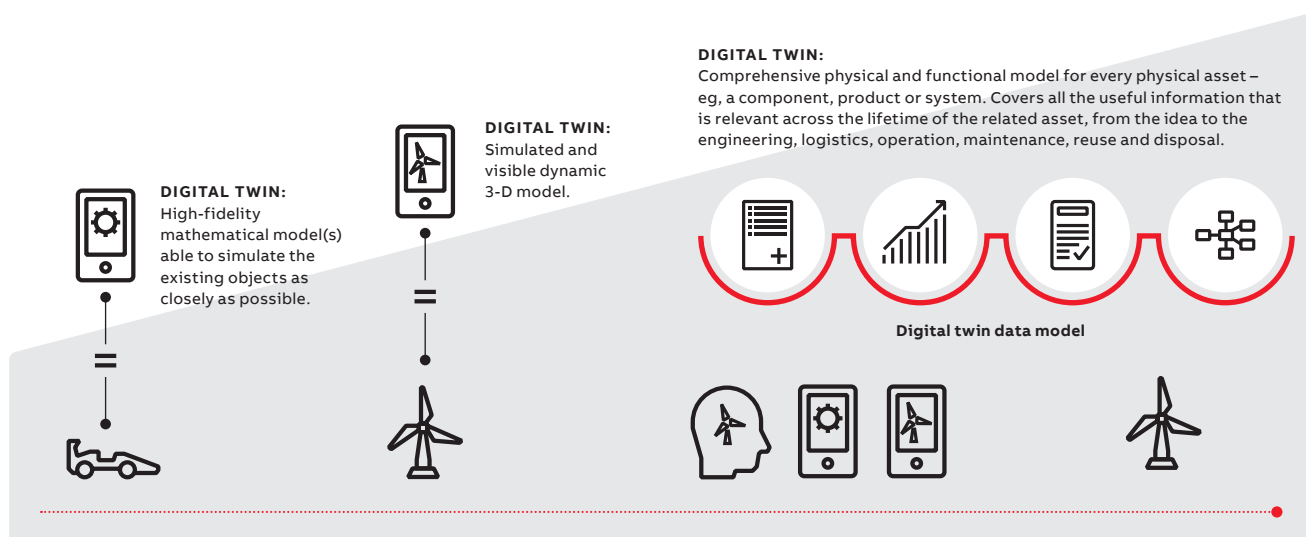 DIGITAL TWIN:
High-fidelity
mathematical model(s)
able to simulate the
existing objects as
closely as possible.
DIGITAL TWIN:
Simulated and
visible dynamic
3-D model.
DIGITAL TWIN:
Comprehensive physical and functional model for every physical asset –
eg, a component, product or system. Covers all the useful information that
is relevant across the lifetime of the related asset, from the idea to the
engineering, logistics, operation, maintenance, reuse and disposal.
Digital twin data model